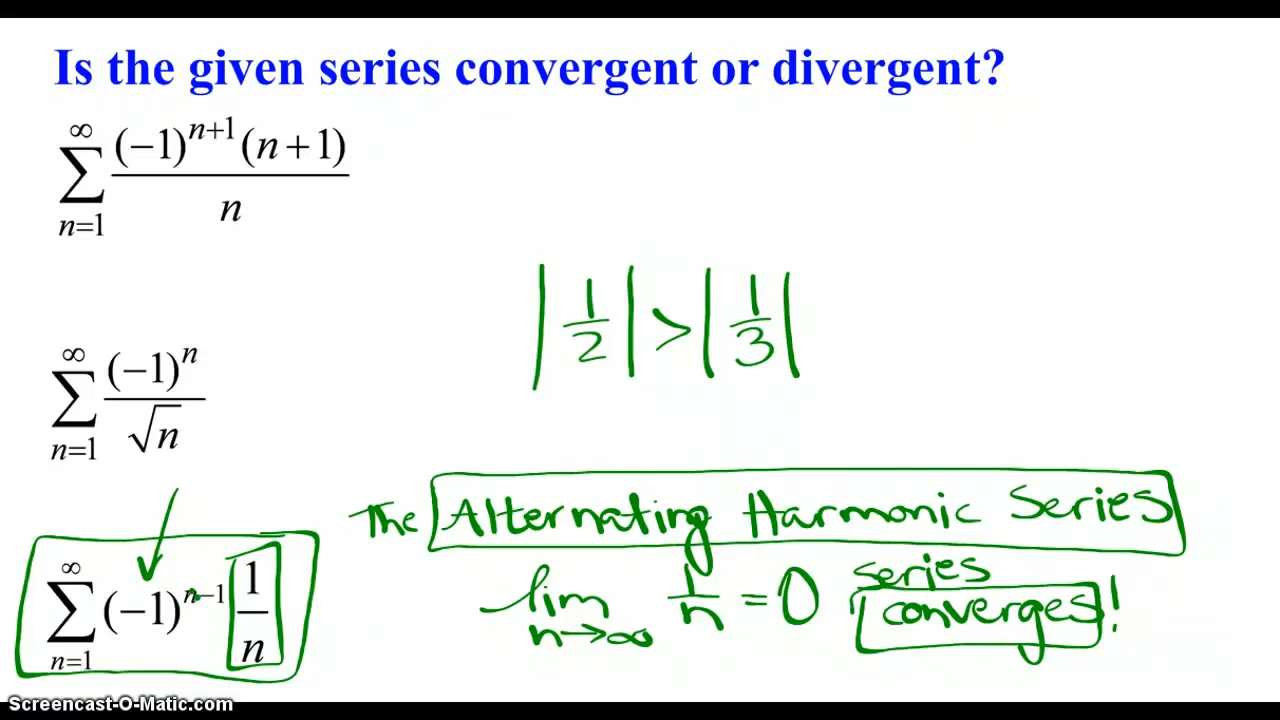 Is the given series convergent or divergent?
∑_{n=1}^{∞} (−1)^{n+1}(n+1) / n
|1/2| > |1/3|
∑_{n=1}^{∞} (−1)^n / √n
The Alternating Harmonic Series
∑_{n=1}^{∞} (−1)^{n−1} 1/n
lim_{n→∞} 1/n = 0 series converges!
Screencast-O-Matic.com